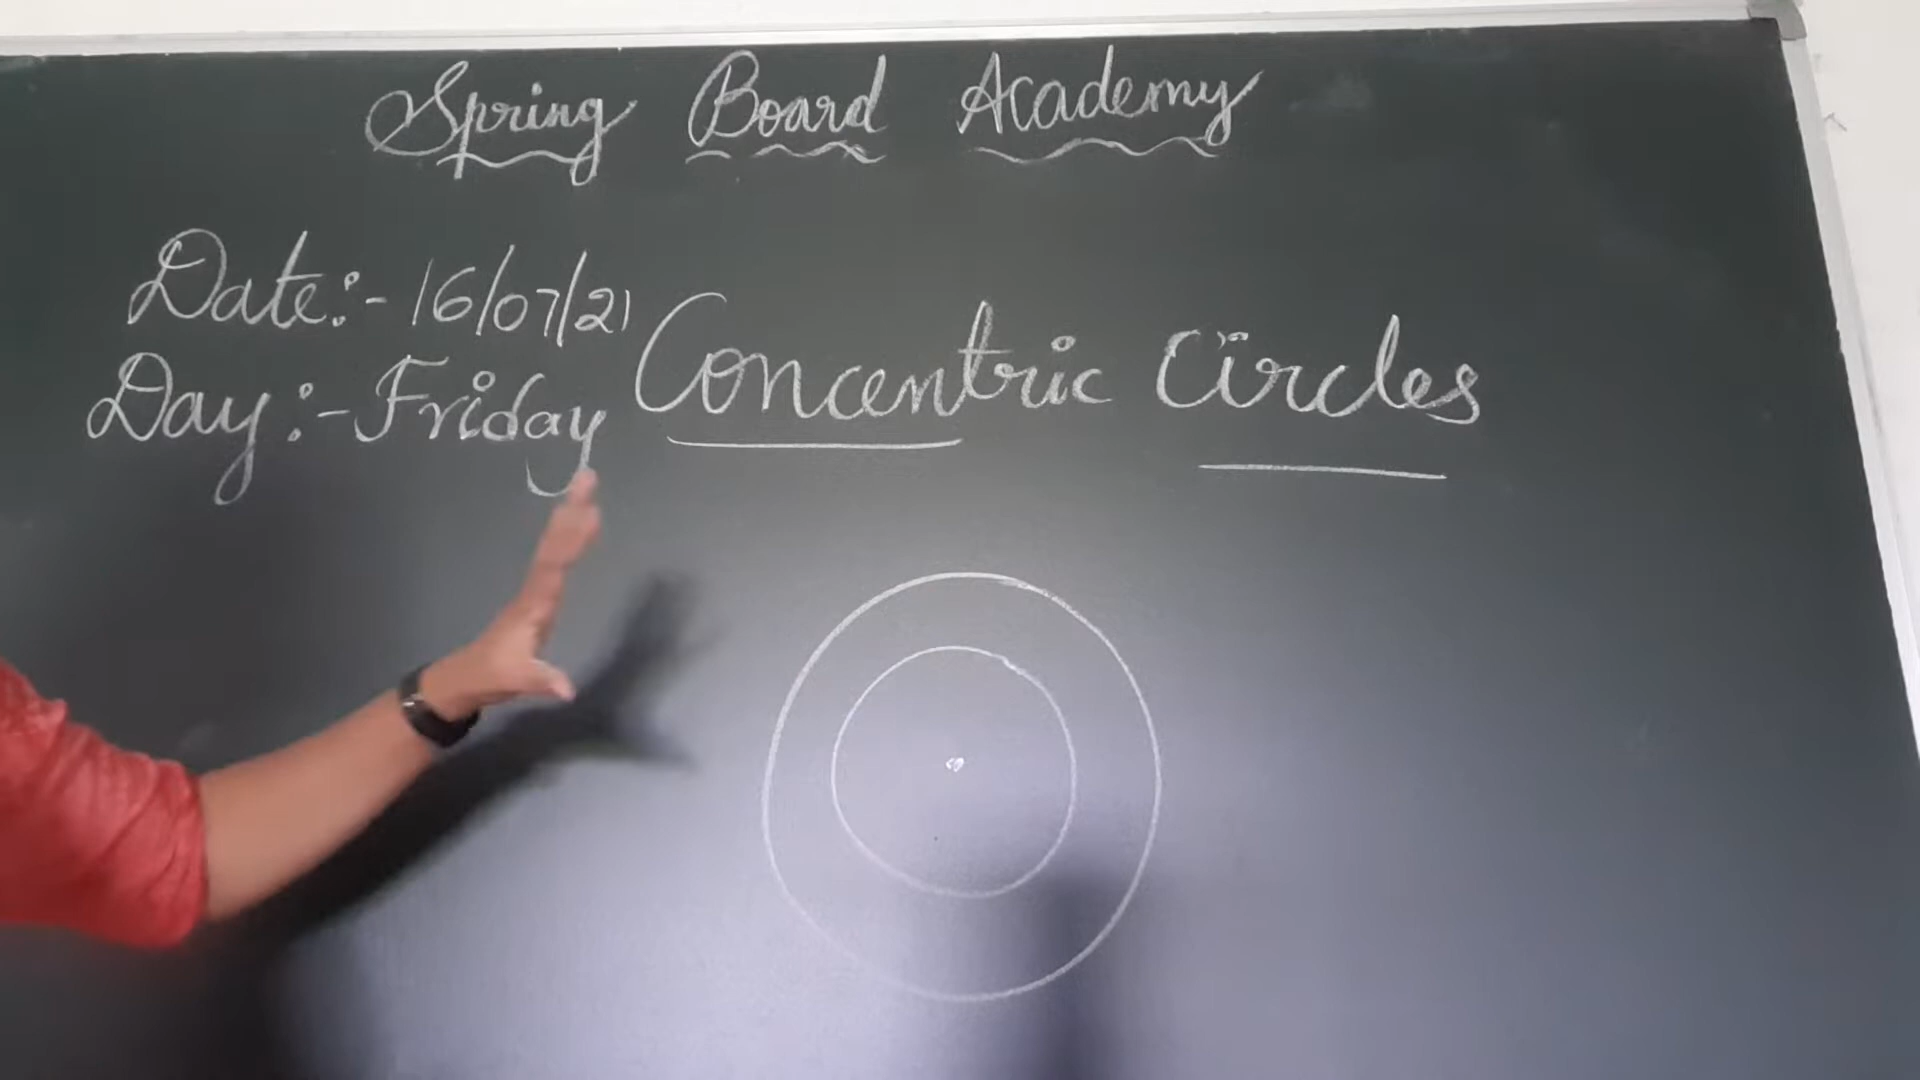 Spring Board Academy
Date:- 16/07/21
Day:- Friday
Concentric Circles